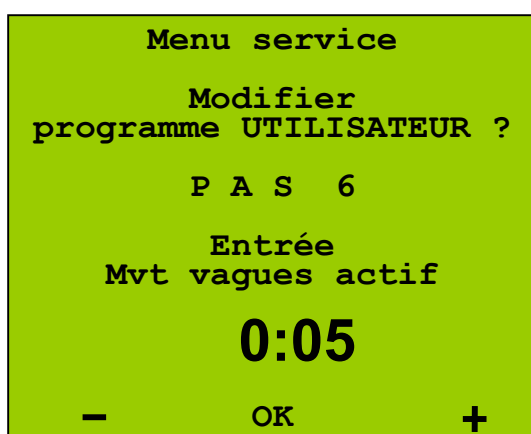 Menu service
Modifier
programme UTILISATEUR ?
P A S 6
Entrée
Mvt vagues actif
0:05
− OK +